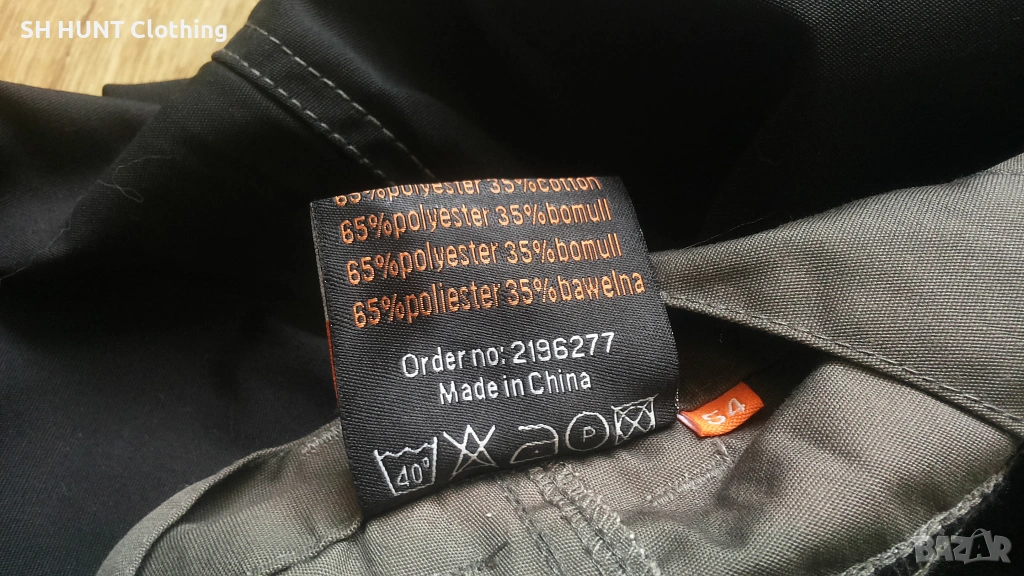 SH HUNT Clothing
65%polyester 35%cotton
65%polyester 35%bomull
65%polyester 35%bomull
65%poliester 35%bawelna
Order no: 2196277
Made in China
40°
P
54
BAZAR